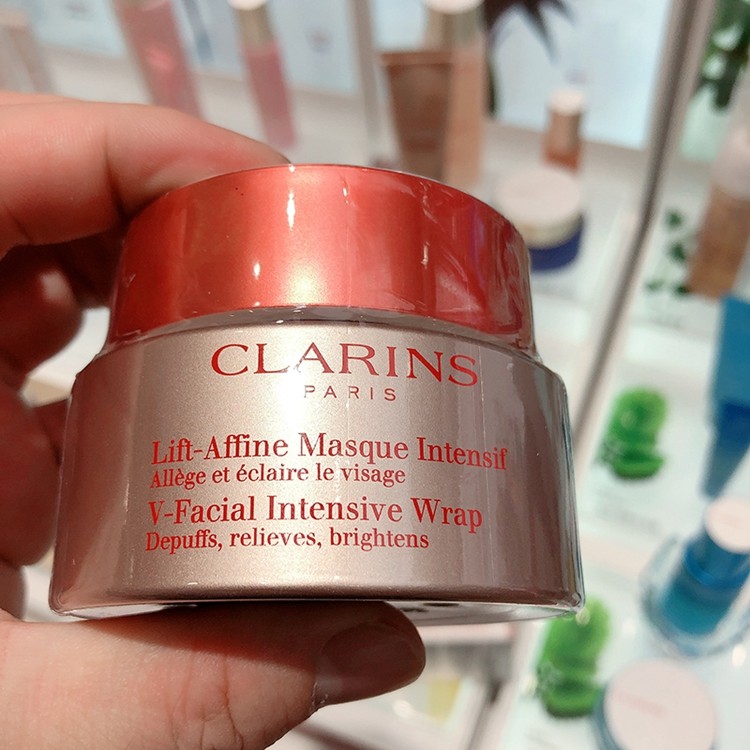 CLARINS
PARIS
Lift-Affine Masque Intensif
Allège et éclaire le visage
V-Facial Intensive Wrap
Depuffs, relieves, brightens